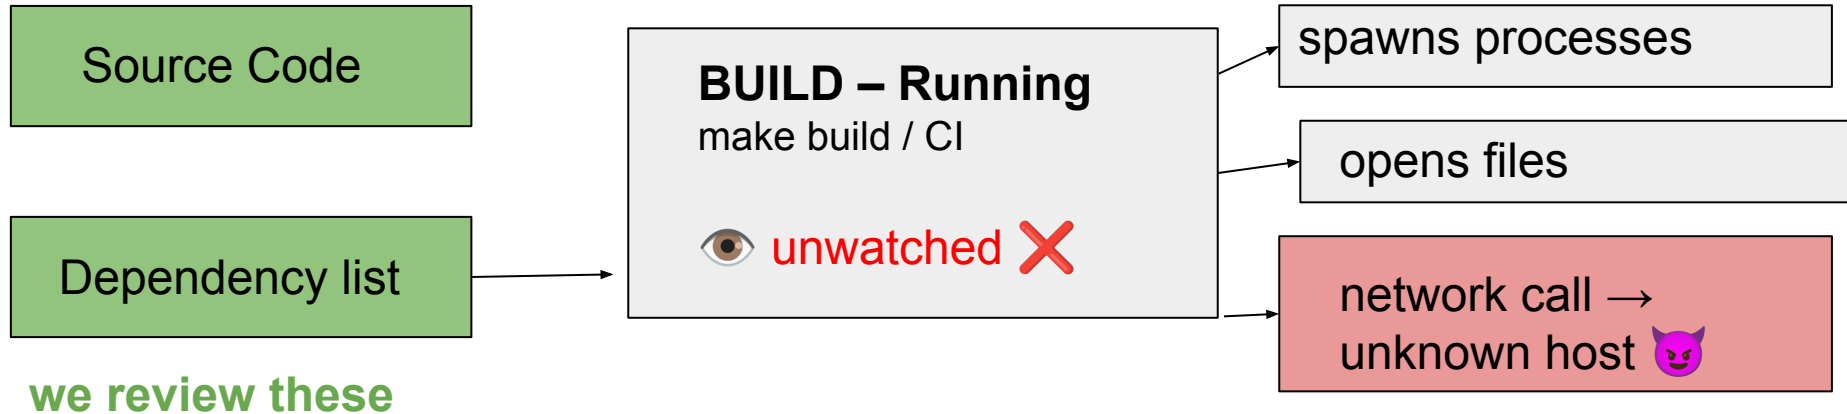 Source Code
Dependency list
we review these
BUILD – Running
make build / CI
👁️ unwatched ❌
spawns processes
opens files
network call →
unknown host 😈